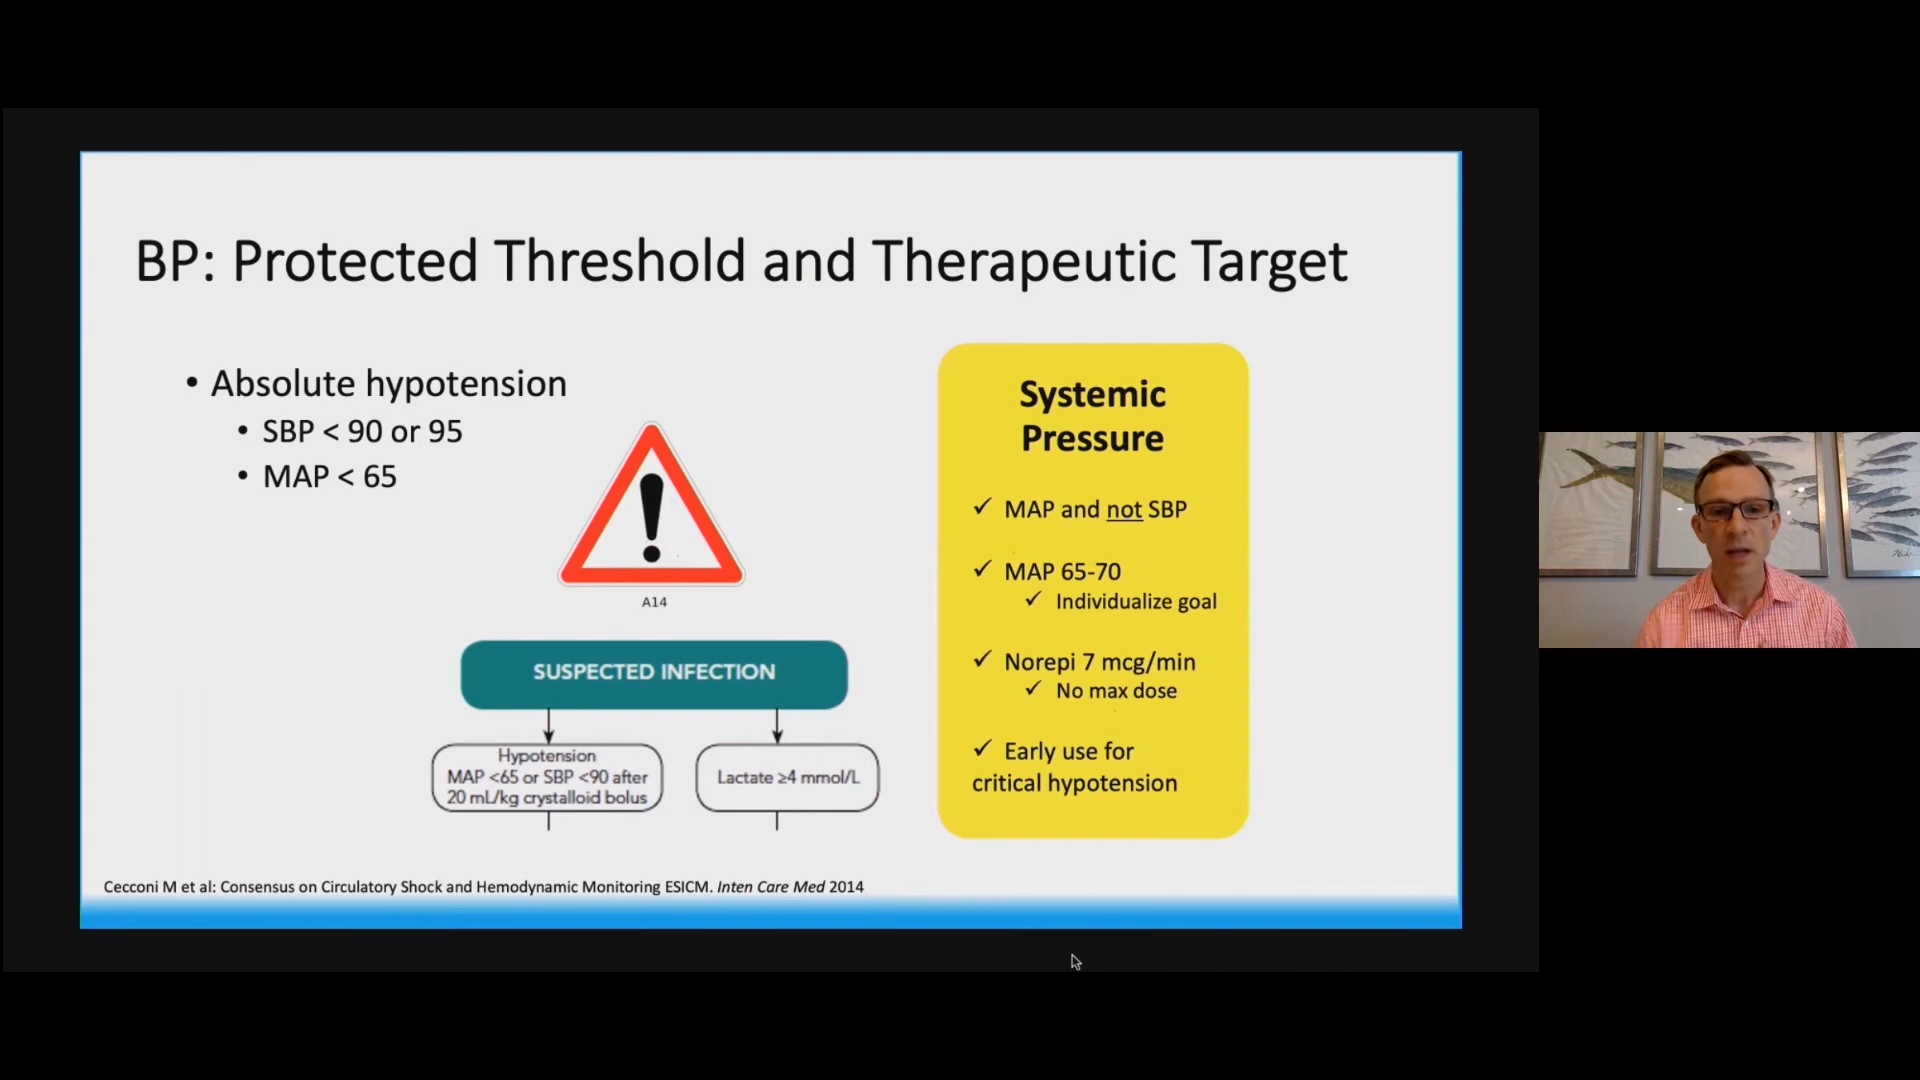 BP: Protected Threshold and Therapeutic Target
• Absolute hypotension
• SBP < 90 or 95
• MAP < 65
A14
SUSPECTED INFECTION
Hypotension
MAP <65 or SBP <90 after
20 mL/kg crystalloid bolus
Lactate ≥4 mmol/L
Systemic
Pressure
✓ MAP and not SBP
✓ MAP 65-70
✓ Individualize goal
✓ Norepi 7 mcg/min
✓ No max dose
✓ Early use for
critical hypotension
Cecconi M et al: Consensus on Circulatory Shock and Hemodynamic Monitoring ESICM. Inten Care Med 2014